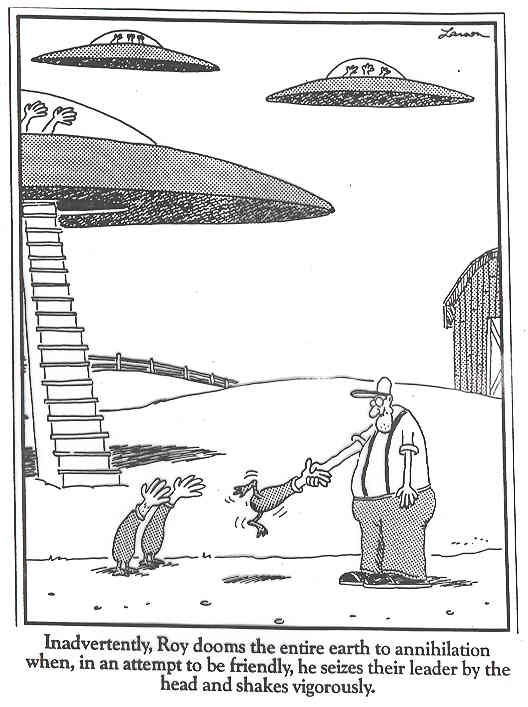 Larson
Inadvertently, Roy dooms the entire earth to annihilation
when, in an attempt to be friendly, he seizes their leader by the
head and shakes vigorously.